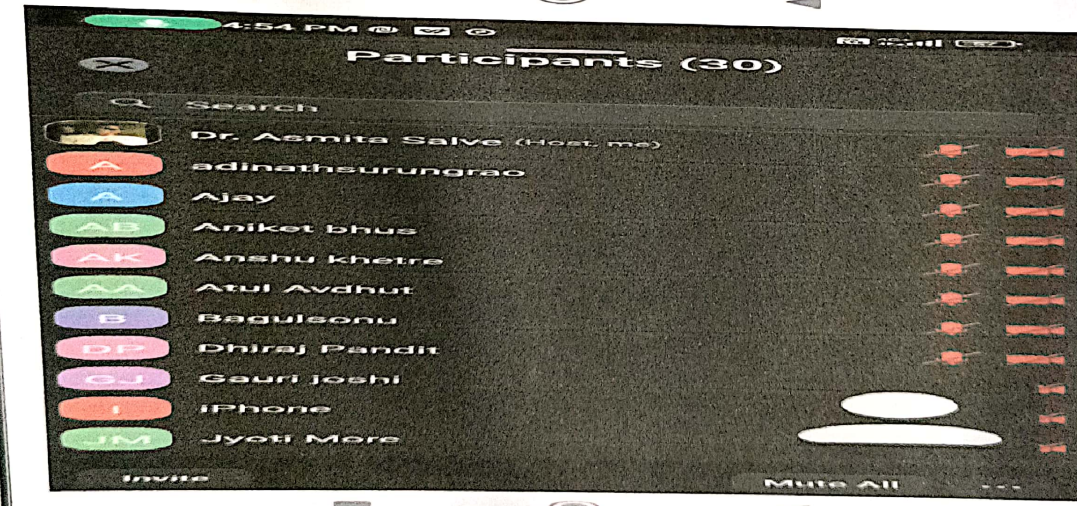 4:54 PM
Participants (30)
Search
Dr. Asmita Salve (Host, me)
A adinathsurungrao
A Ajay
AB Aniket bhus
AK Anshu khetre
AA Atul Avdhut
B Bagulsonu
DP Dhiraj Pandit
GJ Gauri joshi
I iPhone
JM Jyoti More
Invite Mute All ...